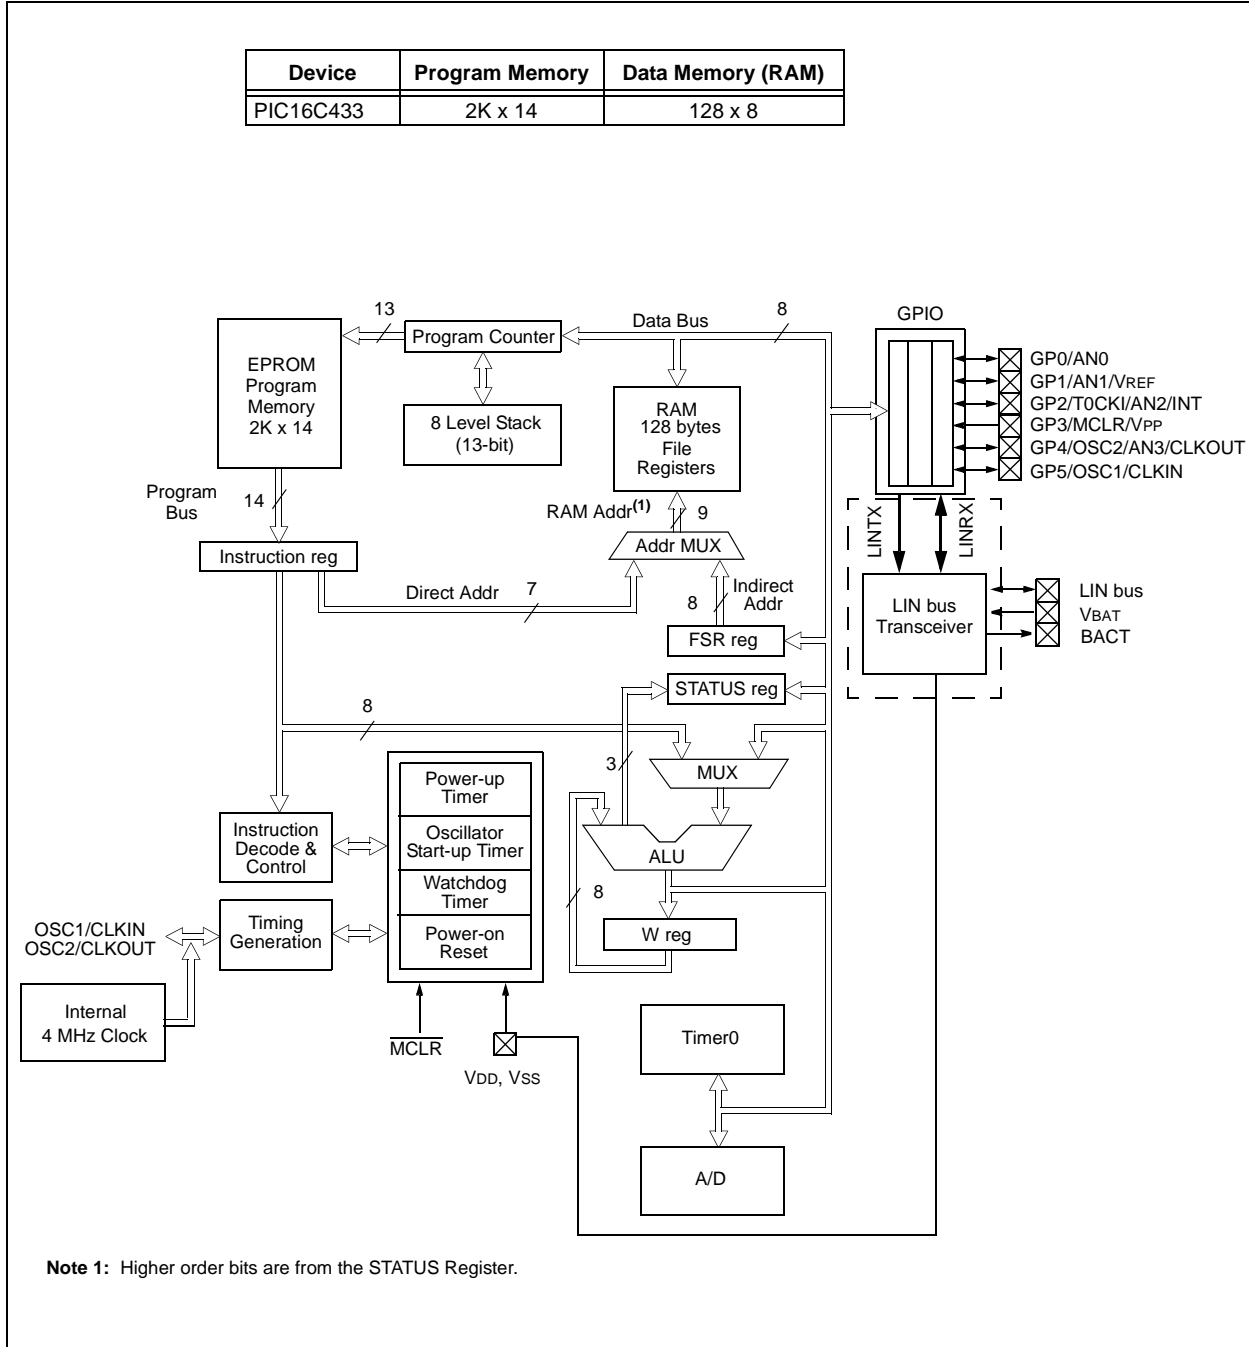 Device Program Memory Data Memory (RAM)
PIC16C433 2K x 14 128 x 8
13
Program Counter
Data Bus
8
GPIO
EPROM
Program
Memory
2K x 14
8 Level Stack
(13-bit)
RAM
128 bytes
File
Registers
GP0/AN0
GP1/AN1/VREF
GP2/T0CKI/AN2/INT
GP3/MCLR/VPP
GP4/OSC2/AN3/CLKOUT
GP5/OSC1/CLKIN
Program
Bus
14
RAM Addr(1)
9
LINTX
LINRX
Instruction reg
Addr MUX
Direct Addr
7
8
Indirect
Addr
LIN bus
Transceiver
LIN bus
VBAT
BACT
FSR reg
STATUS reg
8
3
MUX
Power-up
Timer
Oscillator
Start-up Timer
Watchdog
Timer
Power-on
Reset
Instruction
Decode &
Control
ALU
8
W reg
OSC1/CLKIN
OSC2/CLKOUT
Timing
Generation
Internal
4 MHz Clock
MCLR
VDD, VSS
Timer0
A/D
Note 1: Higher order bits are from the STATUS Register.